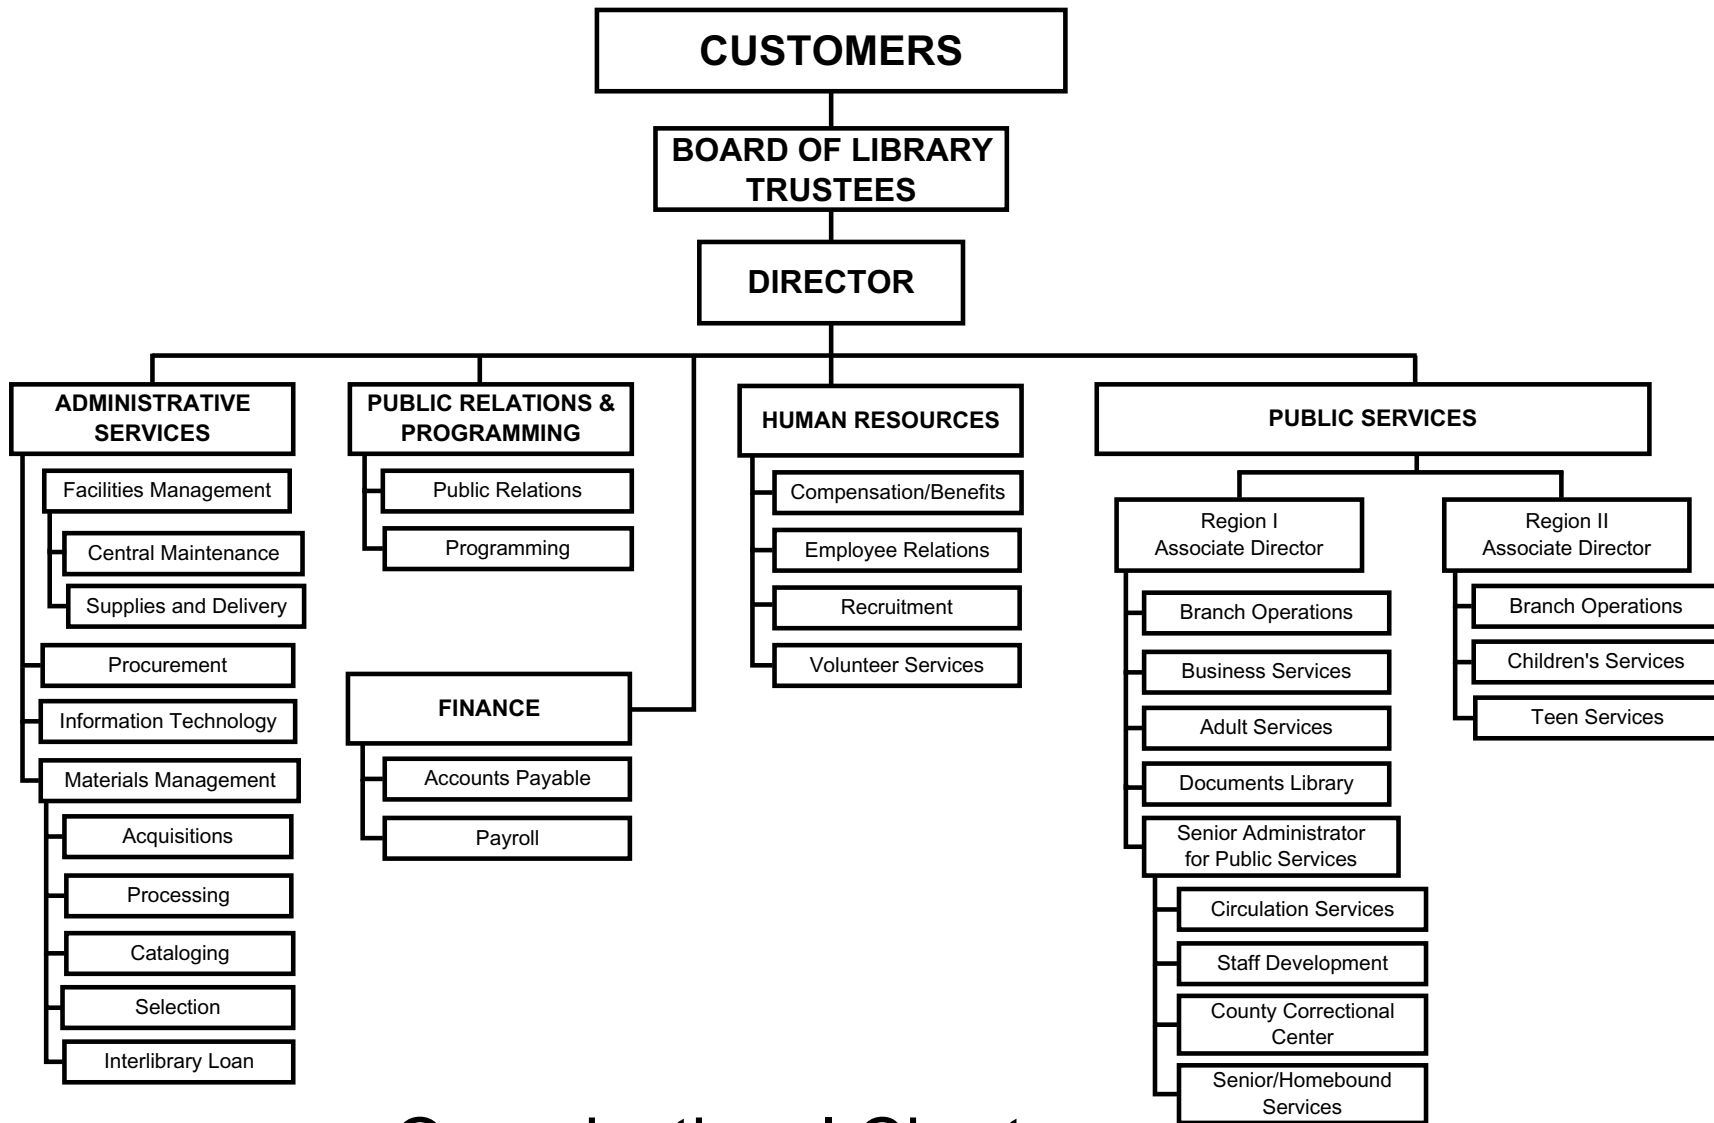 CUSTOMERS
BOARD OF LIBRARY
TRUSTEES
DIRECTOR
ADMINISTRATIVE
SERVICES
Facilities Management
Central Maintenance
Supplies and Delivery
Procurement
Information Technology
Materials Management
Acquisitions
Processing
Cataloging
Selection
Interlibrary Loan
PUBLIC RELATIONS &
PROGRAMMING
Public Relations
Programming
FINANCE
Accounts Payable
Payroll
HUMAN RESOURCES
Compensation/Benefits
Employee Relations
Recruitment
Volunteer Services
PUBLIC SERVICES
Region I
Associate Director
Branch Operations
Business Services
Adult Services
Documents Library
Senior Administrator
for Public Services
Circulation Services
Staff Development
County Correctional
Center
Senior/Homebound
Services
Region II
Associate Director
Branch Operations
Children's Services
Teen Services